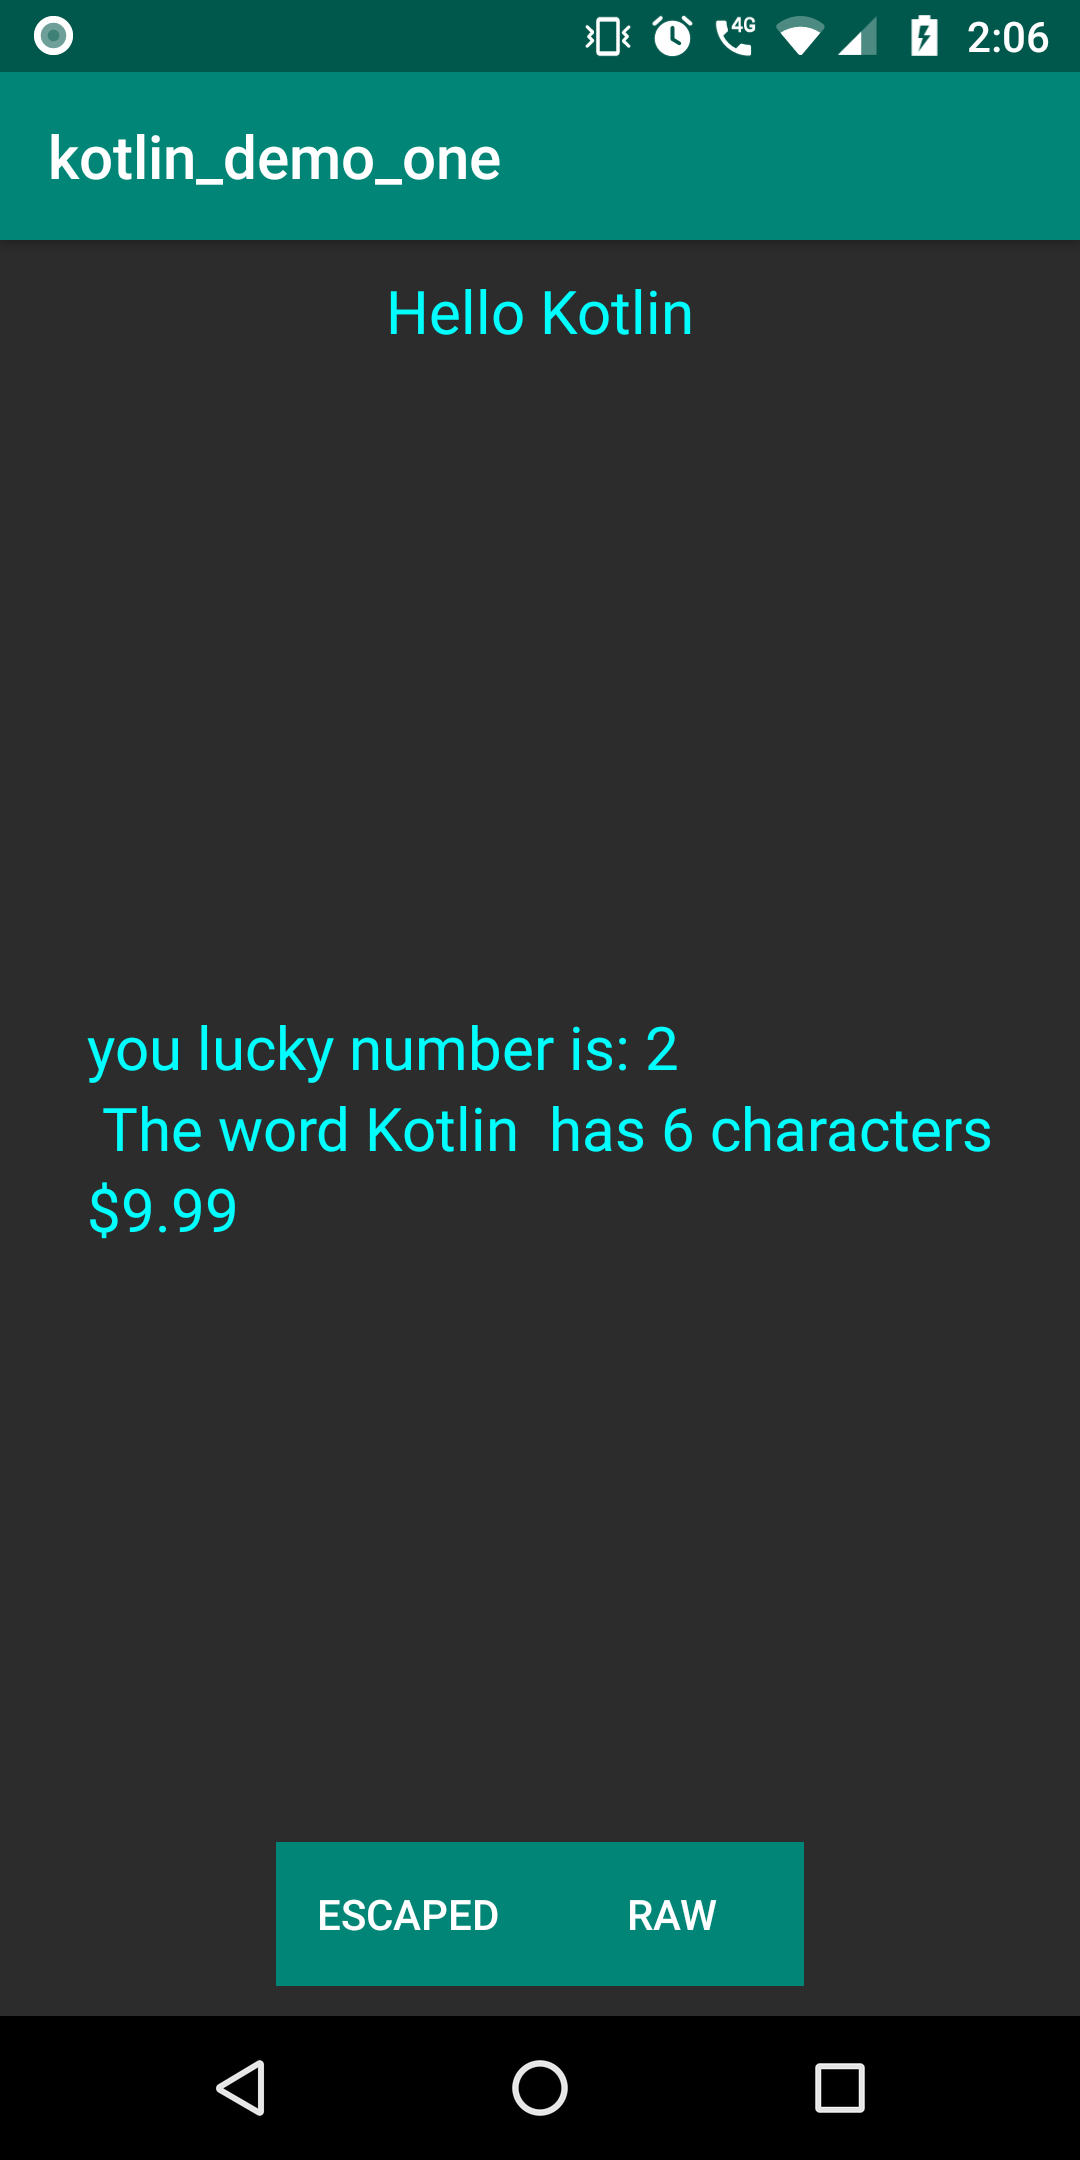 4G 2:06
kotlin_demo_one
Hello Kotlin
you lucky number is: 2
 The word Kotlin  has 6 characters
$9.99
ESCAPED RAW